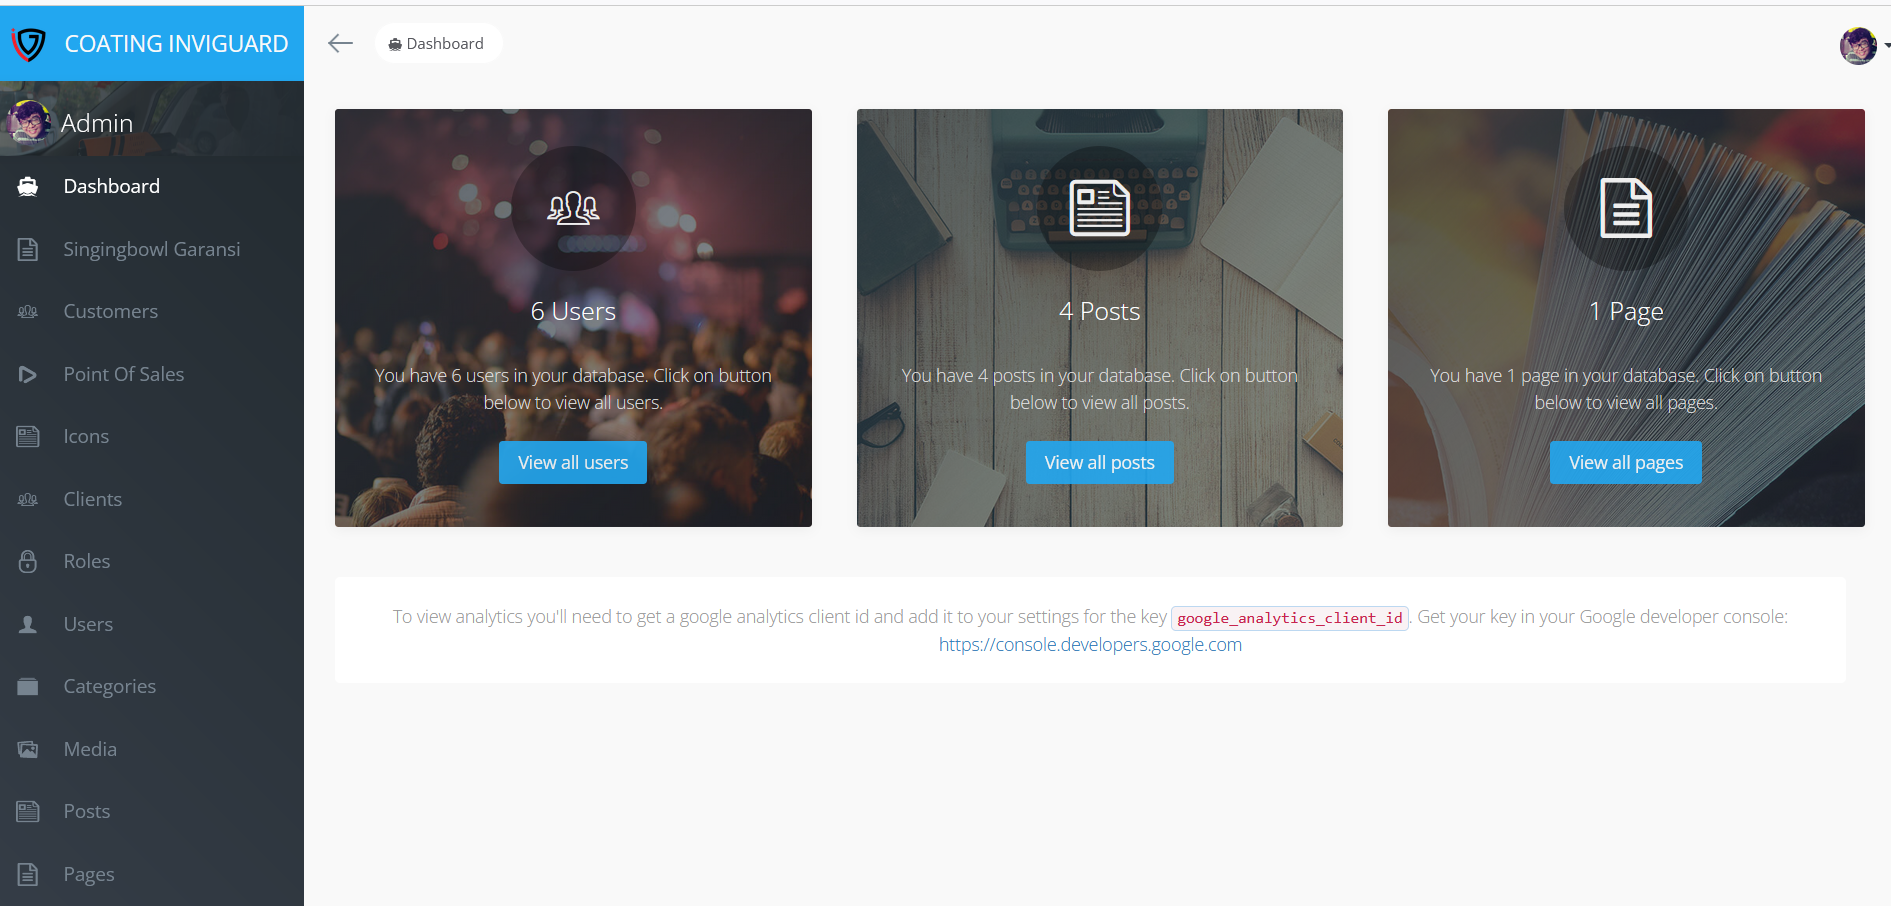 COATING INVIGUARD
Admin
Dashboard
Singingbowl Garansi
Customers
Point Of Sales
Icons
Clients
Roles
Users
Categories
Media
Posts
Pages
Dashboard
6 Users
You have 6 users in your database. Click on button
below to view all users.
View all users
4 Posts
You have 4 posts in your database. Click on button
below to view all posts.
View all posts
1 Page
You have 1 page in your database. Click on button
below to view all pages.
View all pages
To view analytics you'll need to get a google analytics client id and add it to your settings for the key google_analytics_client_id. Get your key in your Google developer console:
https://console.developers.google.com